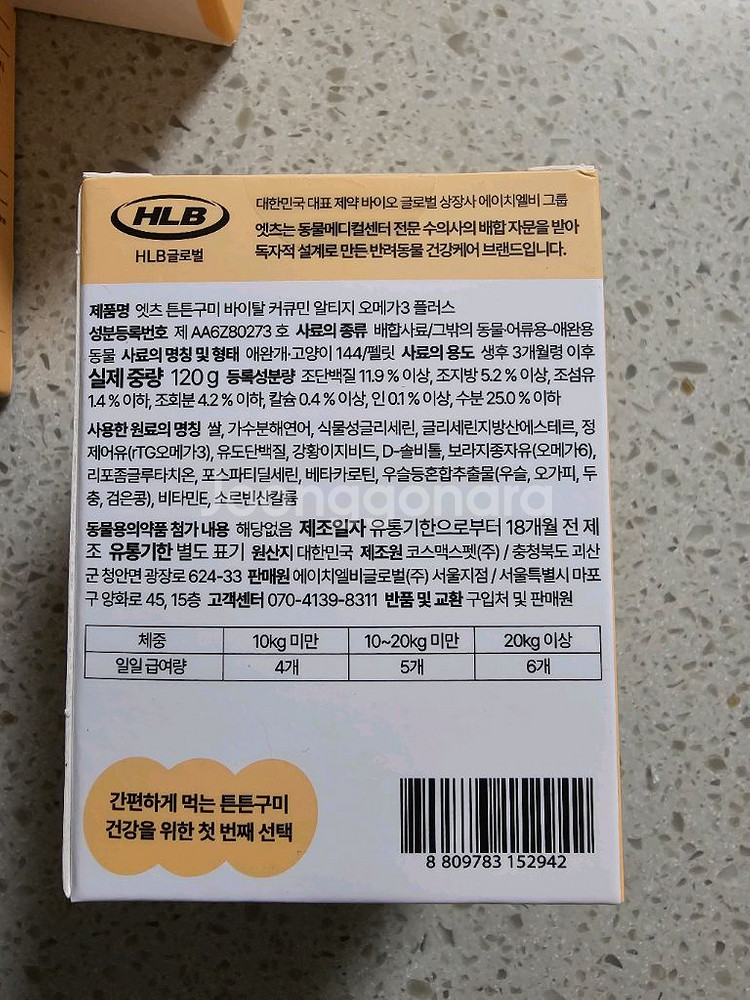 HLB
HLB글로벌
대한민국 대표 제약 바이오 글로벌 상장사 에이치엘비 그룹
엣츠는 동물메디컬센터 전문 수의사의 배합 자문을 받아
독자적 설계로 만든 반려동물 건강케어 브랜드입니다.
제품명 엣츠 튼튼구미 바이탈 커큐민 알티지 오메가3 플러스
성분등록번호 제 AA6Z80273 호 사료의 종류 배합사료/그밖의 동물·어류용-애완용
동물 사료의 명칭 및 형태 애완개·고양이 144/펠릿 사료의 용도 생후 3개월령 이후
실제 중량 120 g 등록성분량 조단백질 11.9 % 이상, 조지방 5.2 % 이상, 조섬유
1.4 % 이하, 조회분 4.2 % 이하, 칼슘 0.4 % 이상, 인 0.1 % 이상, 수분 25.0 % 이하
사용한 원료의 명칭 쌀, 가수분해연어, 식물성글리세린, 글리세린지방산에스테르, 정
제어유(rTG오메가3), 유도단백질, 강황이지비드, D-솔비톨, 보라지종자유(오메가6),
리포좀글루타치온, 포스파티딜세린, 베타카로틴, 우슬등혼합추출물(우슬, 오가피, 두
충, 검은콩), 비타민E, 소르빈산칼륨
Joonggonara
동물용의약품 첨가 내용 해당없음 제조일자 유통기한으로부터 18개월 전 제
조 유통기한 별도 표기 원산지 대한민국 제조원 코스맥스펫(주) / 충청북도 괴산
군 청안면 광장로 624-33 판매원 에이치엘비글로벌(주) 서울지점 / 서울특별시 마포
구 양화로 45, 15층 고객센터 070-4139-8311 반품 및 교환 구입처 및 판매원
체중 10kg 미만 10~20kg 미만 20kg 이상
일일 급여량 4개 5개 6개
간편하게 먹는 튼튼구미
건강을 위한 첫 번째 선택
8 809783 152942